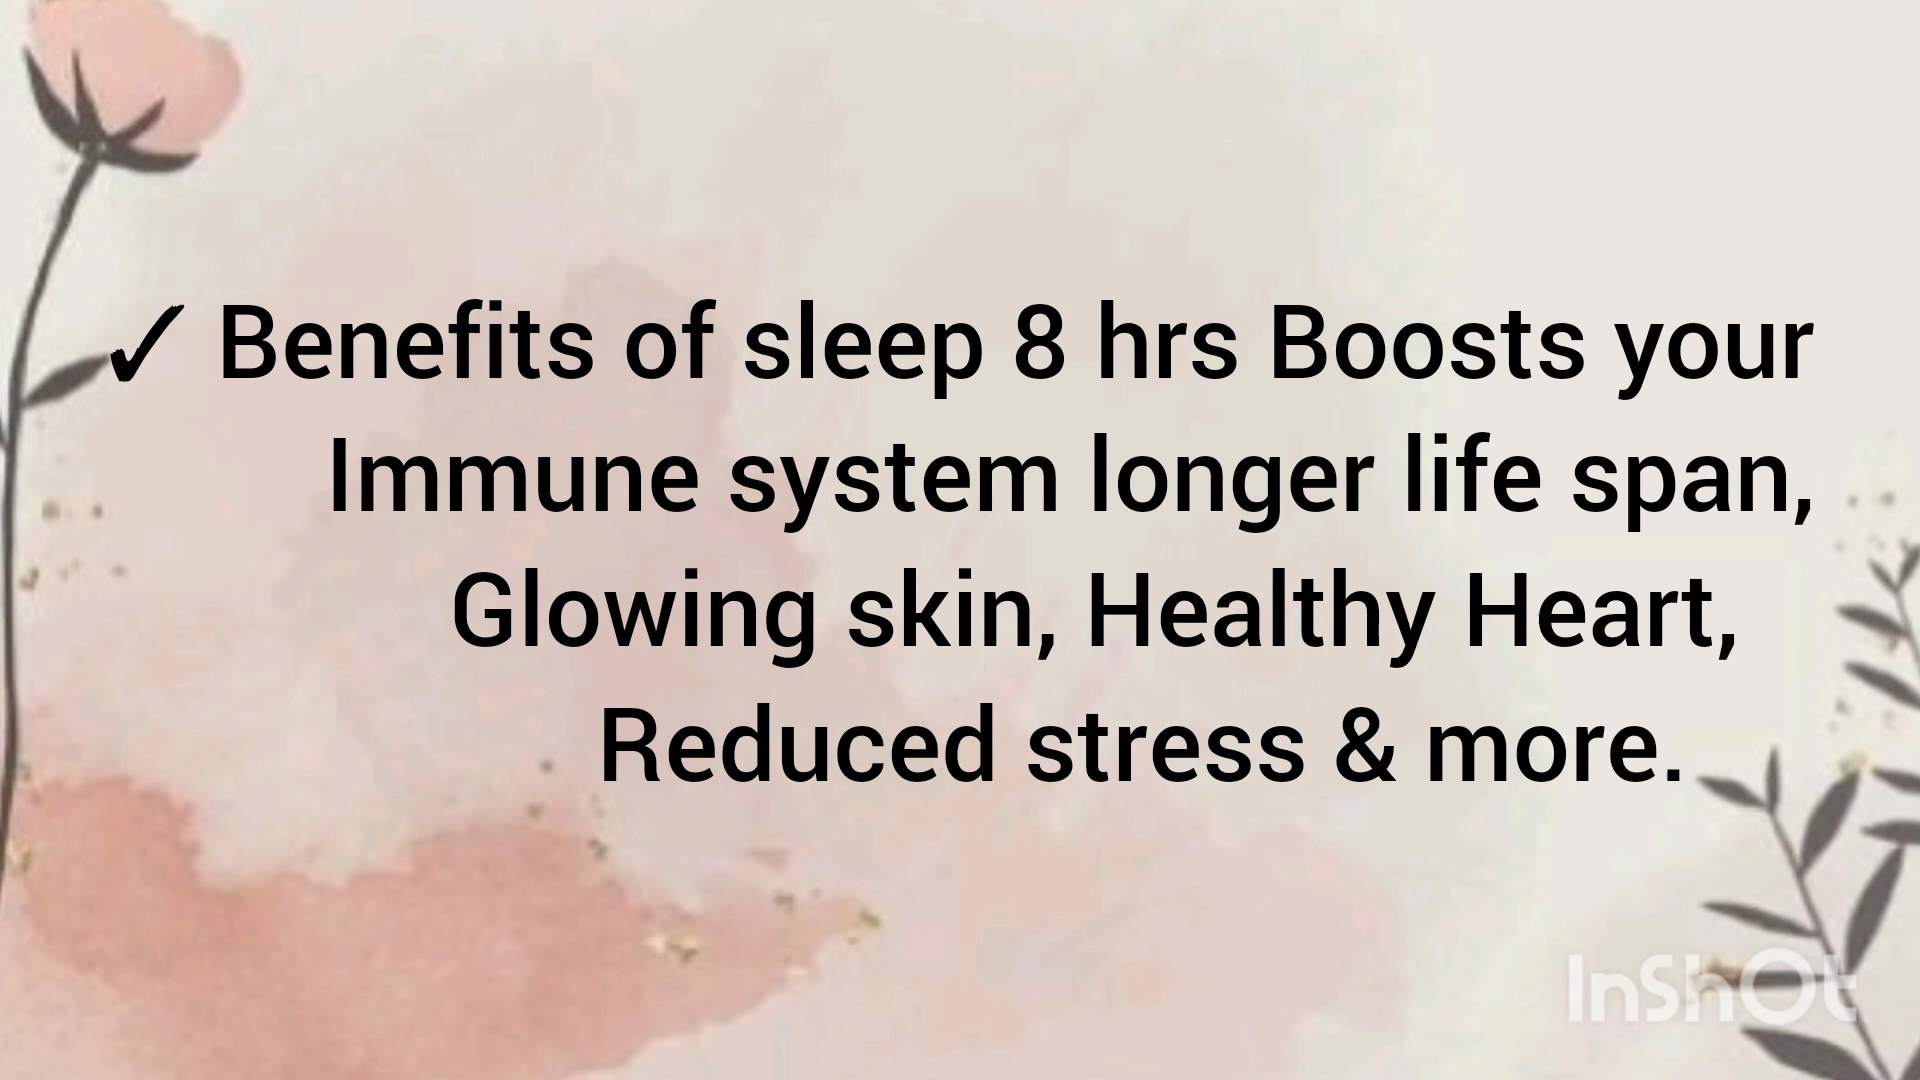 ✓ Benefits of sleep 8 hrs Boosts your
Immune system longer life span,
Glowing skin, Healthy Heart,
Reduced stress & more.
InShOt